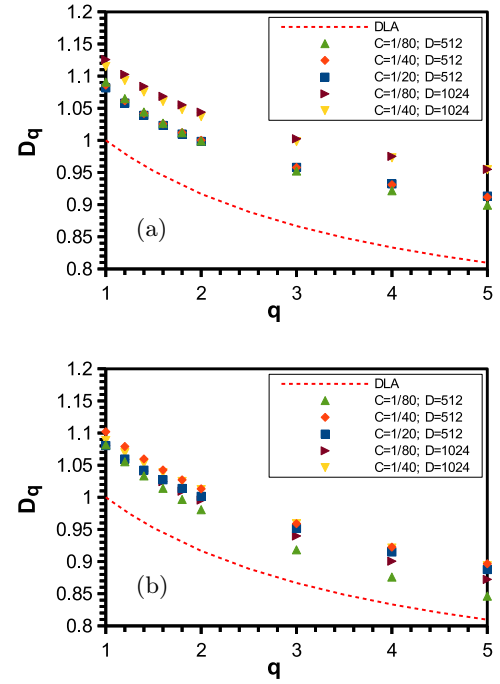 1.2
1.15
1.1
1.05
1
0.95
0.9
0.85
0.8
Dq
DLA
C=1/80; D=512
C=1/40; D=512
C=1/20; D=512
C=1/80; D=1024
C=1/40; D=1024
(a)
1 2 3 4 5
q
1.2
1.15
1.1
1.05
1
0.95
0.9
0.85
0.8
Dq
DLA
C=1/80; D=512
C=1/40; D=512
C=1/20; D=512
C=1/80; D=1024
C=1/40; D=1024
(b)
1 2 3 4 5
q